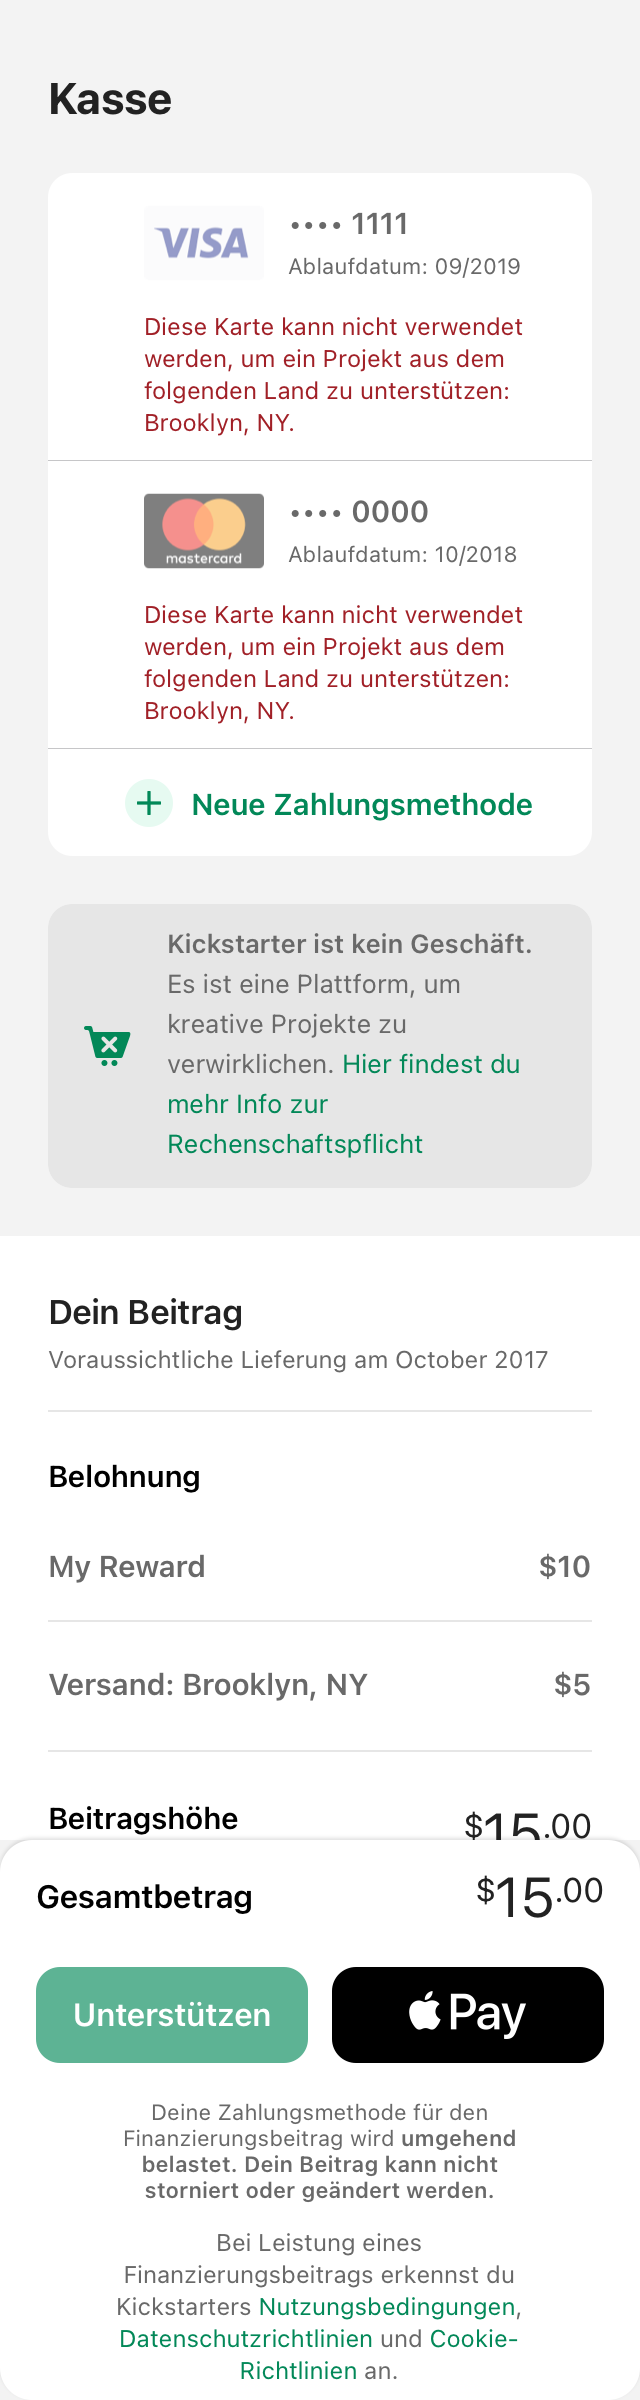 Kasse
VISA
•••• 1111
Ablaufdatum: 09/2019
Diese Karte kann nicht verwendet
werden, um ein Projekt aus dem
folgenden Land zu unterstützen:
Brooklyn, NY.
mastercard
•••• 0000
Ablaufdatum: 10/2018
Diese Karte kann nicht verwendet
werden, um ein Projekt aus dem
folgenden Land zu unterstützen:
Brooklyn, NY.
Neue Zahlungsmethode
Kickstarter ist kein Geschäft.
Es ist eine Plattform, um
kreative Projekte zu
verwirklichen. Hier findest du
mehr Info zur
Rechenschaftspflicht
Dein Beitrag
Voraussichtliche Lieferung am October 2017
Belohnung
My Reward $10
Versand: Brooklyn, NY $5
Beitragshöhe $15.00
Gesamtbetrag $15.00
Unterstützen
Pay
Deine Zahlungsmethode für den
Finanzierungsbeitrag wird umgehend
belastet. Dein Beitrag kann nicht
storniert oder geändert werden.
Bei Leistung eines
Finanzierungsbeitrags erkennst du
Kickstarters Nutzungsbedingungen,
Datenschutzrichtlinien und Cookie-
Richtlinien an.